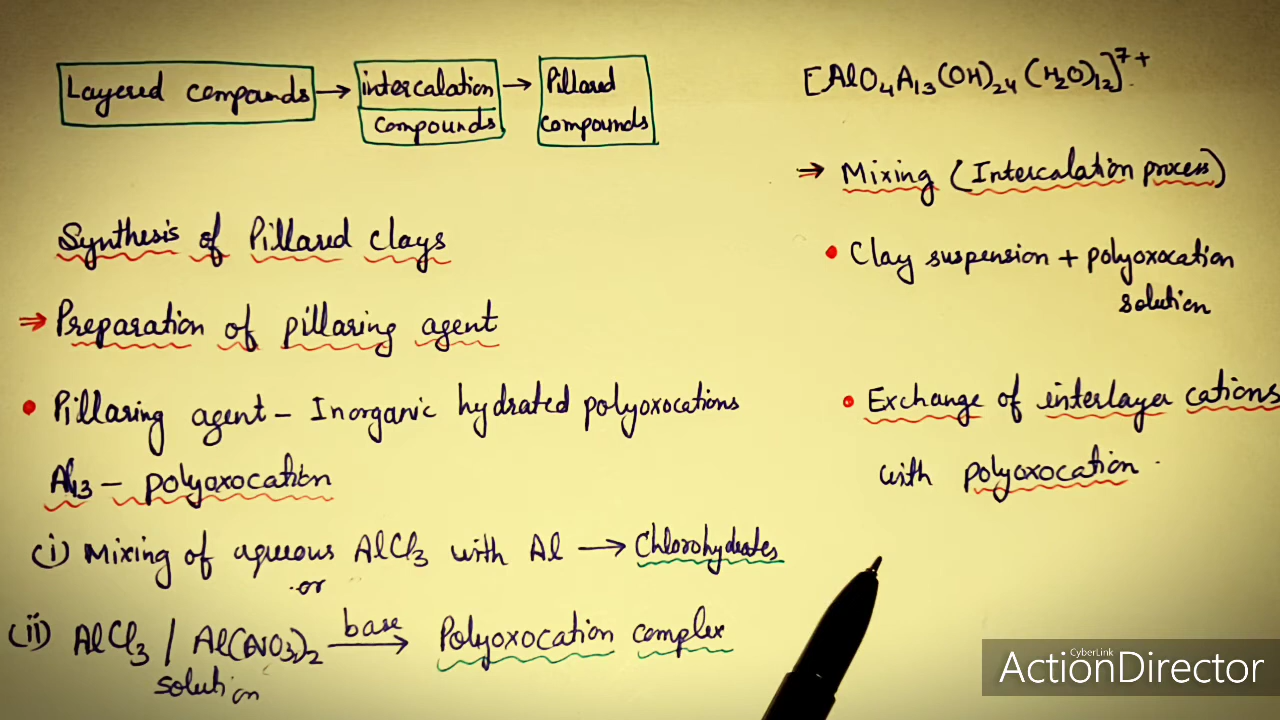 Layered compounds → intercalation compounds → Pillared compounds
Synthesis of Pillared clays
⇒ Preparation of pillaring agent
• Pillaring agent – Inorganic hydrated polyoxocations
Al13 – polyoxocation
(i) Mixing of aqueous AlCl3 with Al → Chlorohydrates
or
(ii) AlCl3 / Al(NO3)2 base → Polyoxocation complex
solution
[AlO4A13(OH)24(H2O)12]7+
→ Mixing (Intercalation process)
• Clay suspension + polyoxocation
solution
• Exchange of interlayer cations
with polyoxocation
CyberLink
ActionDirector